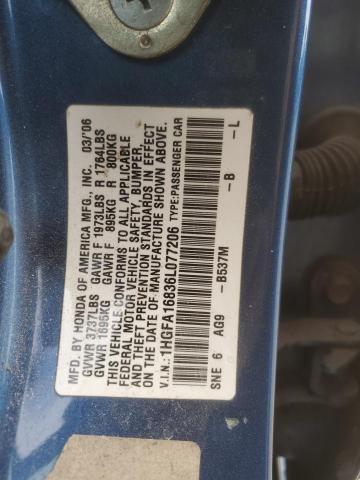 MFD. BY HONDA OF AMERICA MFG., INC. 03/'06
GVWR 3737LBS GAWR F 1973LBS R 1764LBS
GVWR 1695KG GAWR F 895KG R 800KG
THIS VEHICLE CONFORMS TO ALL APPLICABLE
FEDERAL MOTOR VEHICLE SAFETY, BUMPER,
AND THEFT PREVENTION STANDARDS IN EFFECT
ON THE DATE OF MANUFACTURE SHOWN ABOVE
V.I.N.: 1HGFA16836L077206 TYPE: PASSENGER CAR
SNE 6 AG9 -B537M -B -L